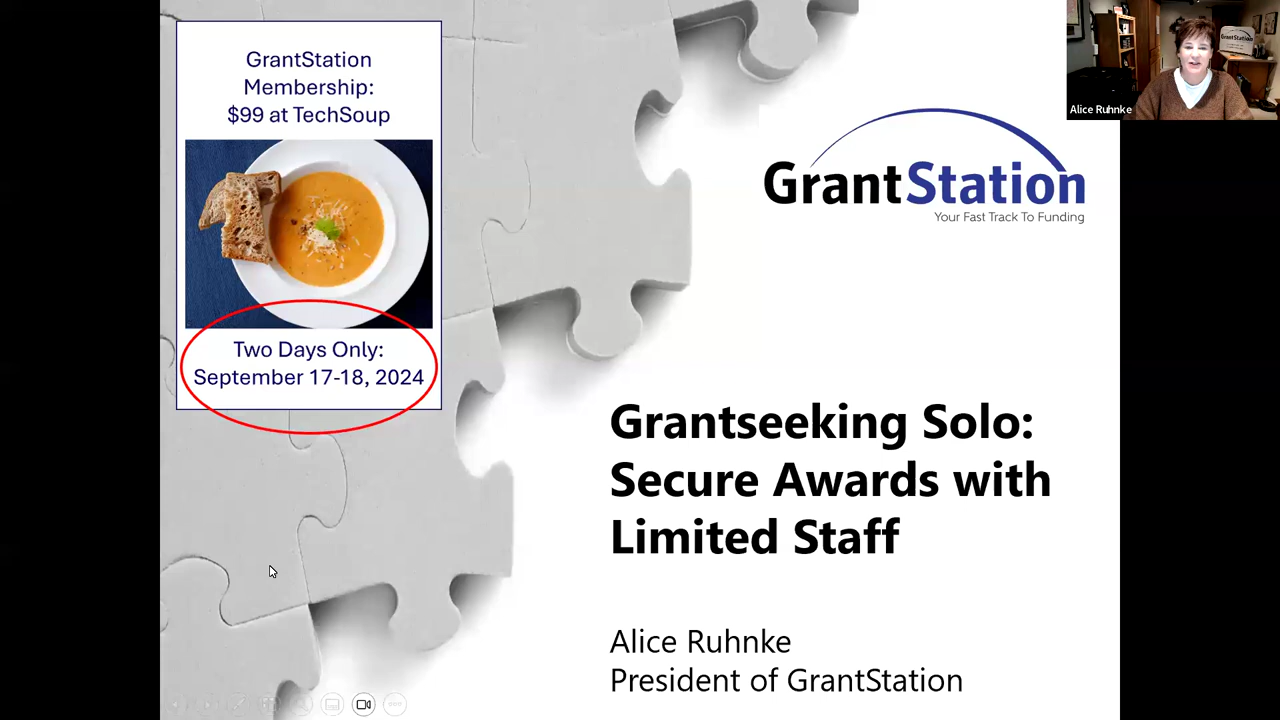 GrantStation
Membership:
$99 at TechSoup
Two Days Only:
September 17-18, 2024
GrantStation
Your Fast Track To Funding
Grantseeking Solo:
Secure Awards with
Limited Staff
Alice Ruhnke
President of GrantStation
GrantStation
Alice Ruhnke